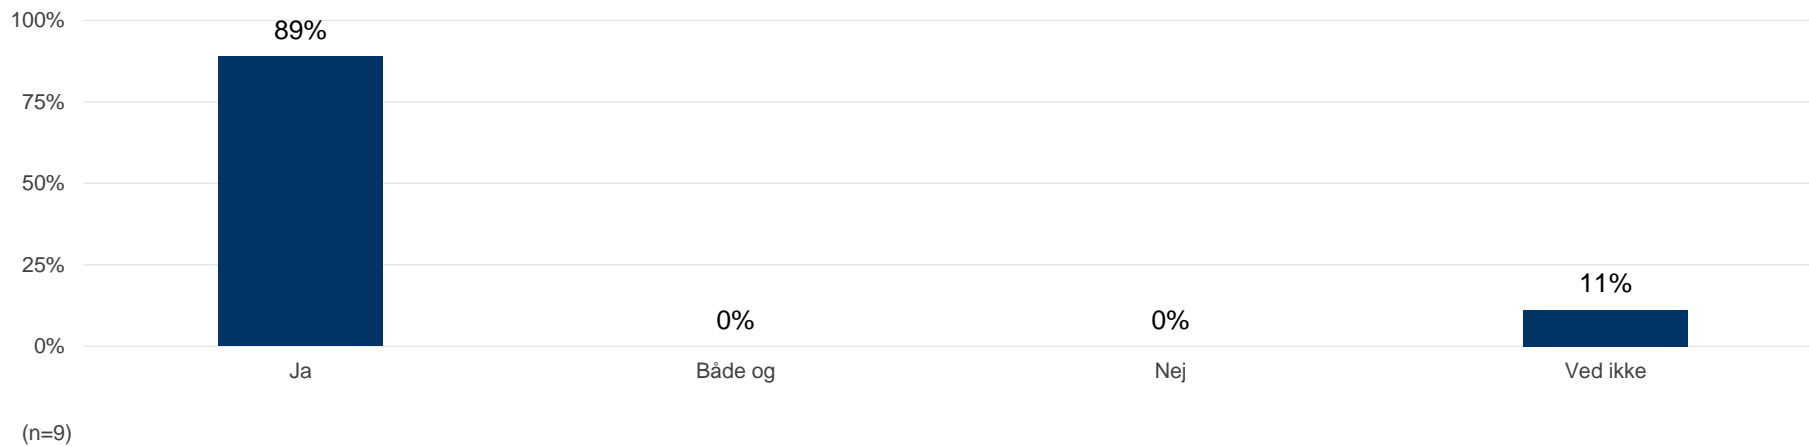 100%
89%
75%
50%
25%
11%
0%
0%
0%
Ja
Både og
Nej
Ved ikke
(n=9)